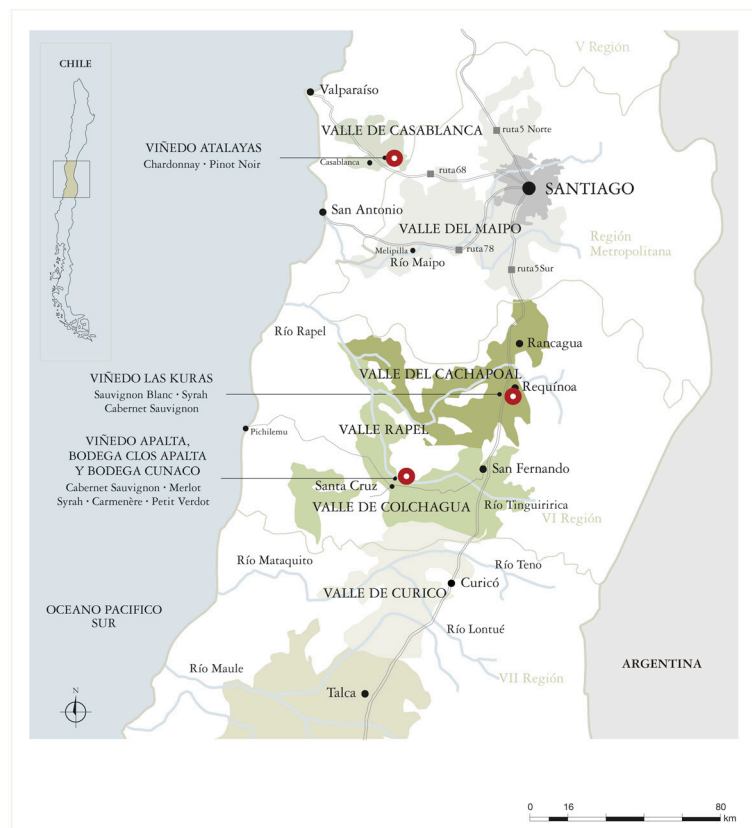 CHILE
V Región
Valparaíso
VALLE DE CASABLANCA
ruta5 Norte
VIÑEDO ATALAYAS
Chardonnay · Pinot Noir
Casablanca
ruta68
SANTIAGO
San Antonio
VALLE DEL MAIPO
Región
Metropolitana
Melipilla
ruta78
Río Maipo
ruta5Sur
Río Rapel
Rancagua
VIÑEDO LAS KURAS
Sauvignon Blanc · Syrah
Cabernet Sauvignon
VALLE DEL CACHAPOAL
Requínoa
Pichilemu
VALLE RAPEL
VIÑEDO APALTA,
BODEGA CLOS APALTA
Y BODEGA CUNACO
Cabernet Sauvignon · Merlot
Syrah · Carmenère · Petit Verdot
San Fernando
Santa Cruz
VALLE DE COLCHAGUA
Río Tinguiririca
VI Región
Río Mataquito
Río Teno
VALLE DE CURICO
Curicó
OCEANO PACIFICO
SUR
Río Lontué
Río Maule
VII Región
ARGENTINA
Talca
N
0 16 80
km